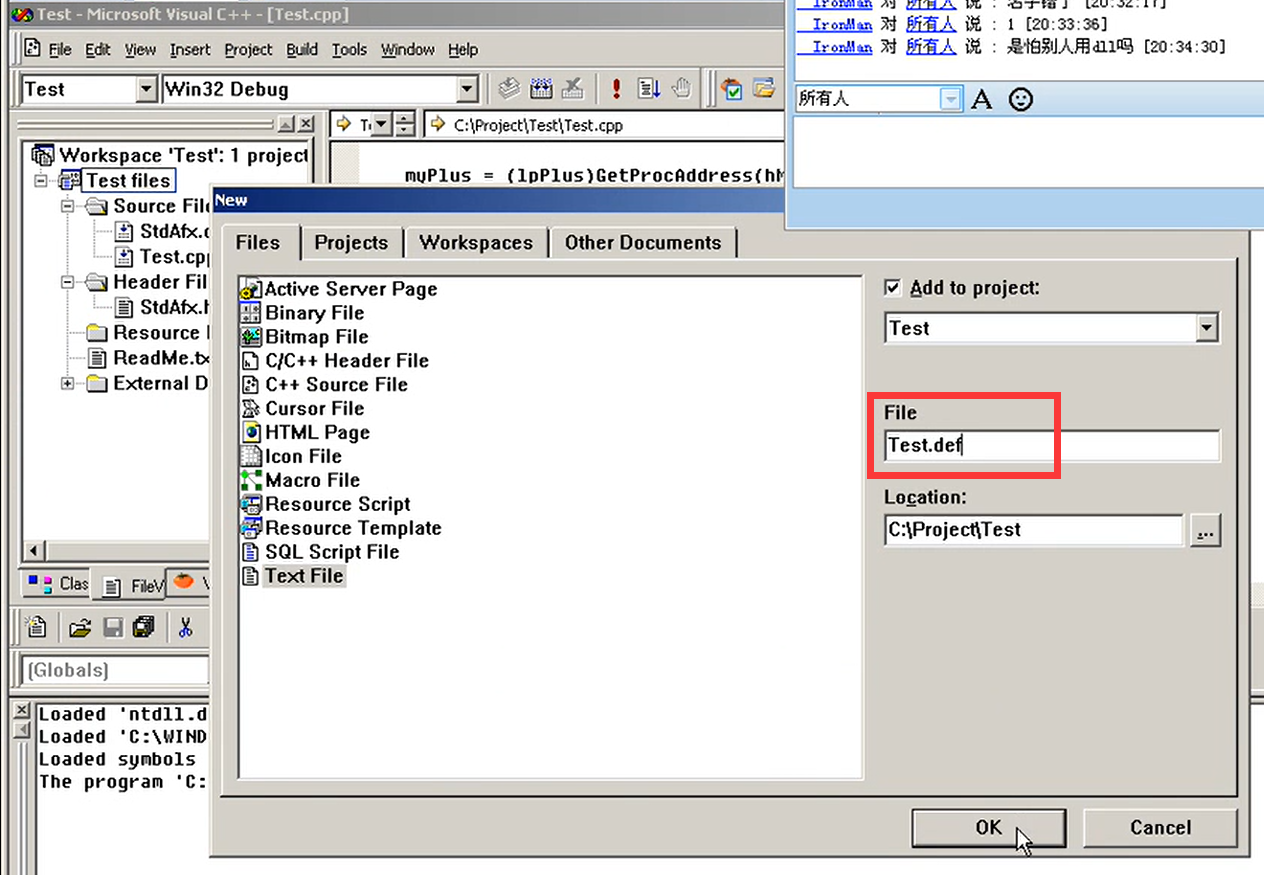 Test - Microsoft Visual C++ - [Test.cpp]
File Edit View Insert Project Build Tools Window Help
Test
Win32 Debug
IronMan 对 所有人 说 : 名字错了 [20:32:17]
IronMan 对 所有人 说 : 1 [20:33:36]
IronMan 对 所有人 说 : 是怕别人用dll吗 [20:34:30]
所有人
A
C:\Project\Test\Test.cpp
myPlus = (lpPlus)GetProcAddress(hM
Workspace 'Test': 1 project
Test files
Source File
StdAfx.c
Test.cpp
Header Fil
StdAfx.h
Resource
ReadMe.tx
External D
Clas
FileV
(Globals)
Loaded 'ntdll.d
Loaded 'C:\WIND
Loaded symbols
The program 'C:
New
Files
Projects
Workspaces
Other Documents
Active Server Page
Binary File
Bitmap File
C/C++ Header File
C++ Source File
Cursor File
HTML Page
Icon File
Macro File
Resource Script
Resource Template
SQL Script File
Text File
Add to project:
Test
File
Test.def
Location:
C:\Project\Test
...
OK
Cancel